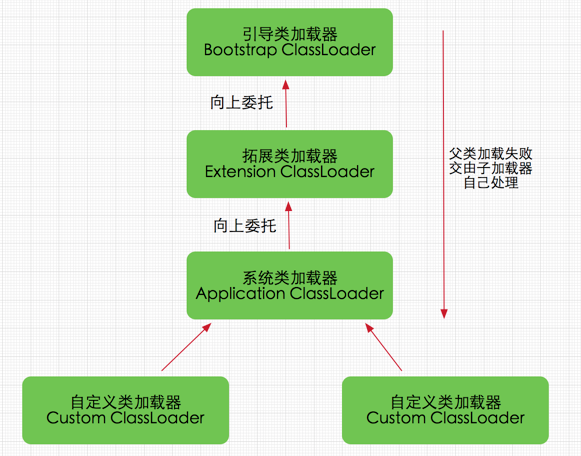 引导类加载器
Bootstrap ClassLoader
向上委托
拓展类加载器
Extension ClassLoader
父类加载失败
交由子加载器
自己处理
向上委托
系统类加载器
Application ClassLoader
自定义类加载器
Custom ClassLoader
自定义类加载器
Custom ClassLoader